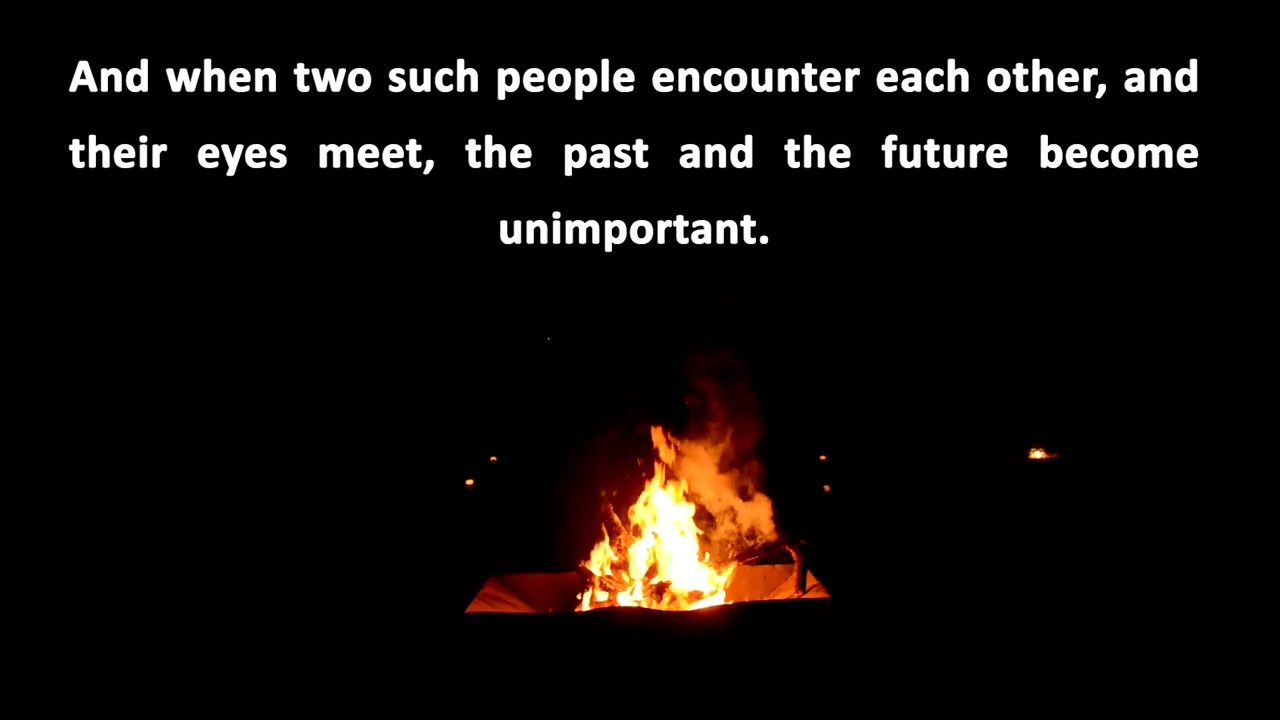 And when two such people encounter each other, and
their eyes meet, the past and the future become
unimportant.